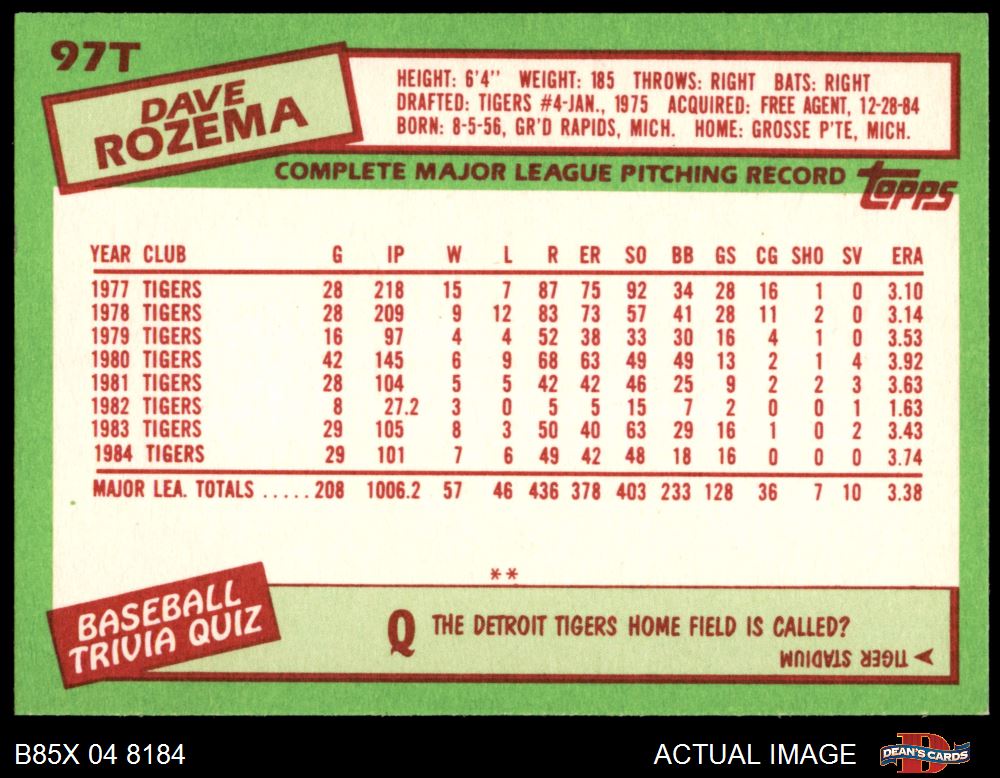 97T
DAVE
ROZEMA
HEIGHT: 6'4" WEIGHT: 185 THROWS: RIGHT BATS: RIGHT
DRAFTED: TIGERS #4-JAN., 1975 ACQUIRED: FREE AGENT, 12-28-84
BORN: 8-5-56, GR'D RAPIDS, MICH. HOME: GROSSE P'TE, MICH.
COMPLETE MAJOR LEAGUE PITCHING RECORD topps
YEAR CLUB G IP W L R ER SO BB GS CG SHO SV ERA
1977 TIGERS 28 218 15 7 87 75 92 34 28 16 1 0 3.10
1978 TIGERS 28 209 9 12 83 73 57 41 28 11 2 0 3.14
1979 TIGERS 16 97 4 4 52 38 33 30 16 4 1 0 3.53
1980 TIGERS 42 145 6 9 68 63 49 49 13 2 1 4 3.92
1981 TIGERS 28 104 5 5 42 42 46 25 9 2 2 3 3.63
1982 TIGERS 8 27.2 3 0 5 5 15 7 2 0 0 1 1.63
1983 TIGERS 29 105 8 3 50 40 63 29 16 1 0 2 3.43
1984 TIGERS 29 101 7 6 49 42 48 18 16 0 0 0 3.74
MAJOR LEA. TOTALS .....208 1006.2 57 46 436 378 403 233 128 36 7 10 3.38
**
BASEBALL
TRIVIA QUIZ
Q THE DETROIT TIGERS HOME FIELD IS CALLED?
TIGER STADIUM
B85X 04 8184 ACTUAL IMAGE D DEAN'S CARDS